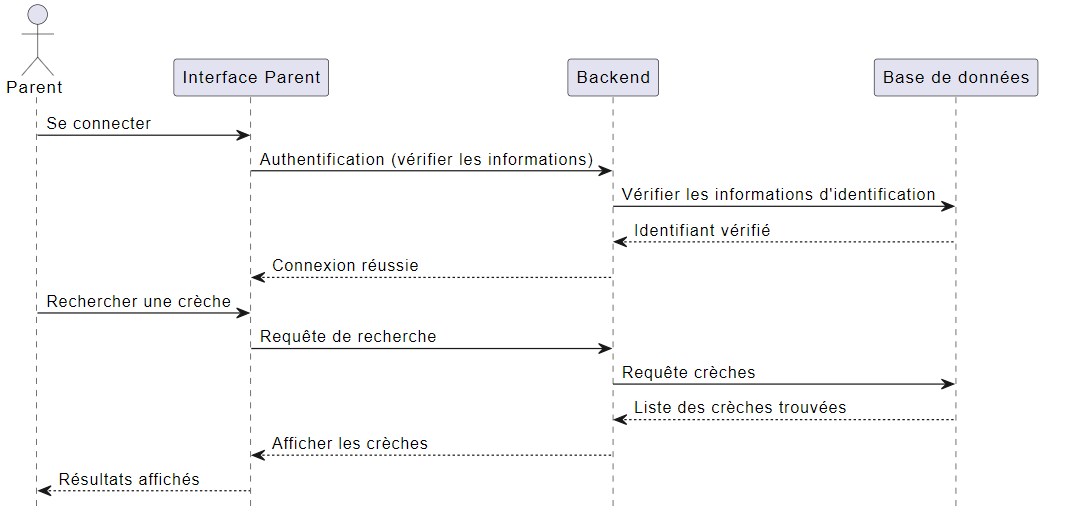 Parent
Interface Parent
Backend
Base de données
Se connecter
Authentification (vérifier les informations)
Vérifier les informations d'identification
Identifiant vérifié
Connexion réussie
Rechercher une crèche
Requête de recherche
Requête crèches
Liste des crèches trouvées
Afficher les crèches
Résultats affichés